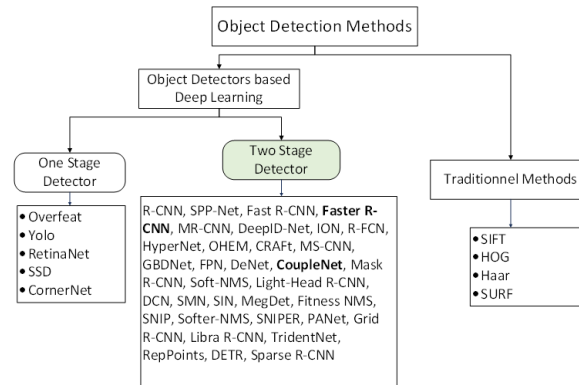 Object Detection Methods
Object Detectors based
Deep Learning
One Stage
Detector
Two Stage
Detector
Traditionnel Methods
• Overfeat
• Yolo
• RetinaNet
• SSD
• CornerNet
R-CNN, SPP-Net, Fast R-CNN, Faster R-
CNN, MR-CNN, DeepID-Net, ION, R-FCN,
HyperNet, OHEM, CRAFt, MS-CNN,
GBDNet, FPN, DeNet, CoupleNet, Mask
R-CNN, Soft-NMS, Light-Head R-CNN,
DCN, SMN, SIN, MegDet, Fitness NMS,
SNIP, Softer-NMS, SNIPER, PANet, Grid
R-CNN, Libra R-CNN, TridentNet,
RepPoints, DETR, Sparse R-CNN
• SIFT
• HOG
• Haar
• SURF